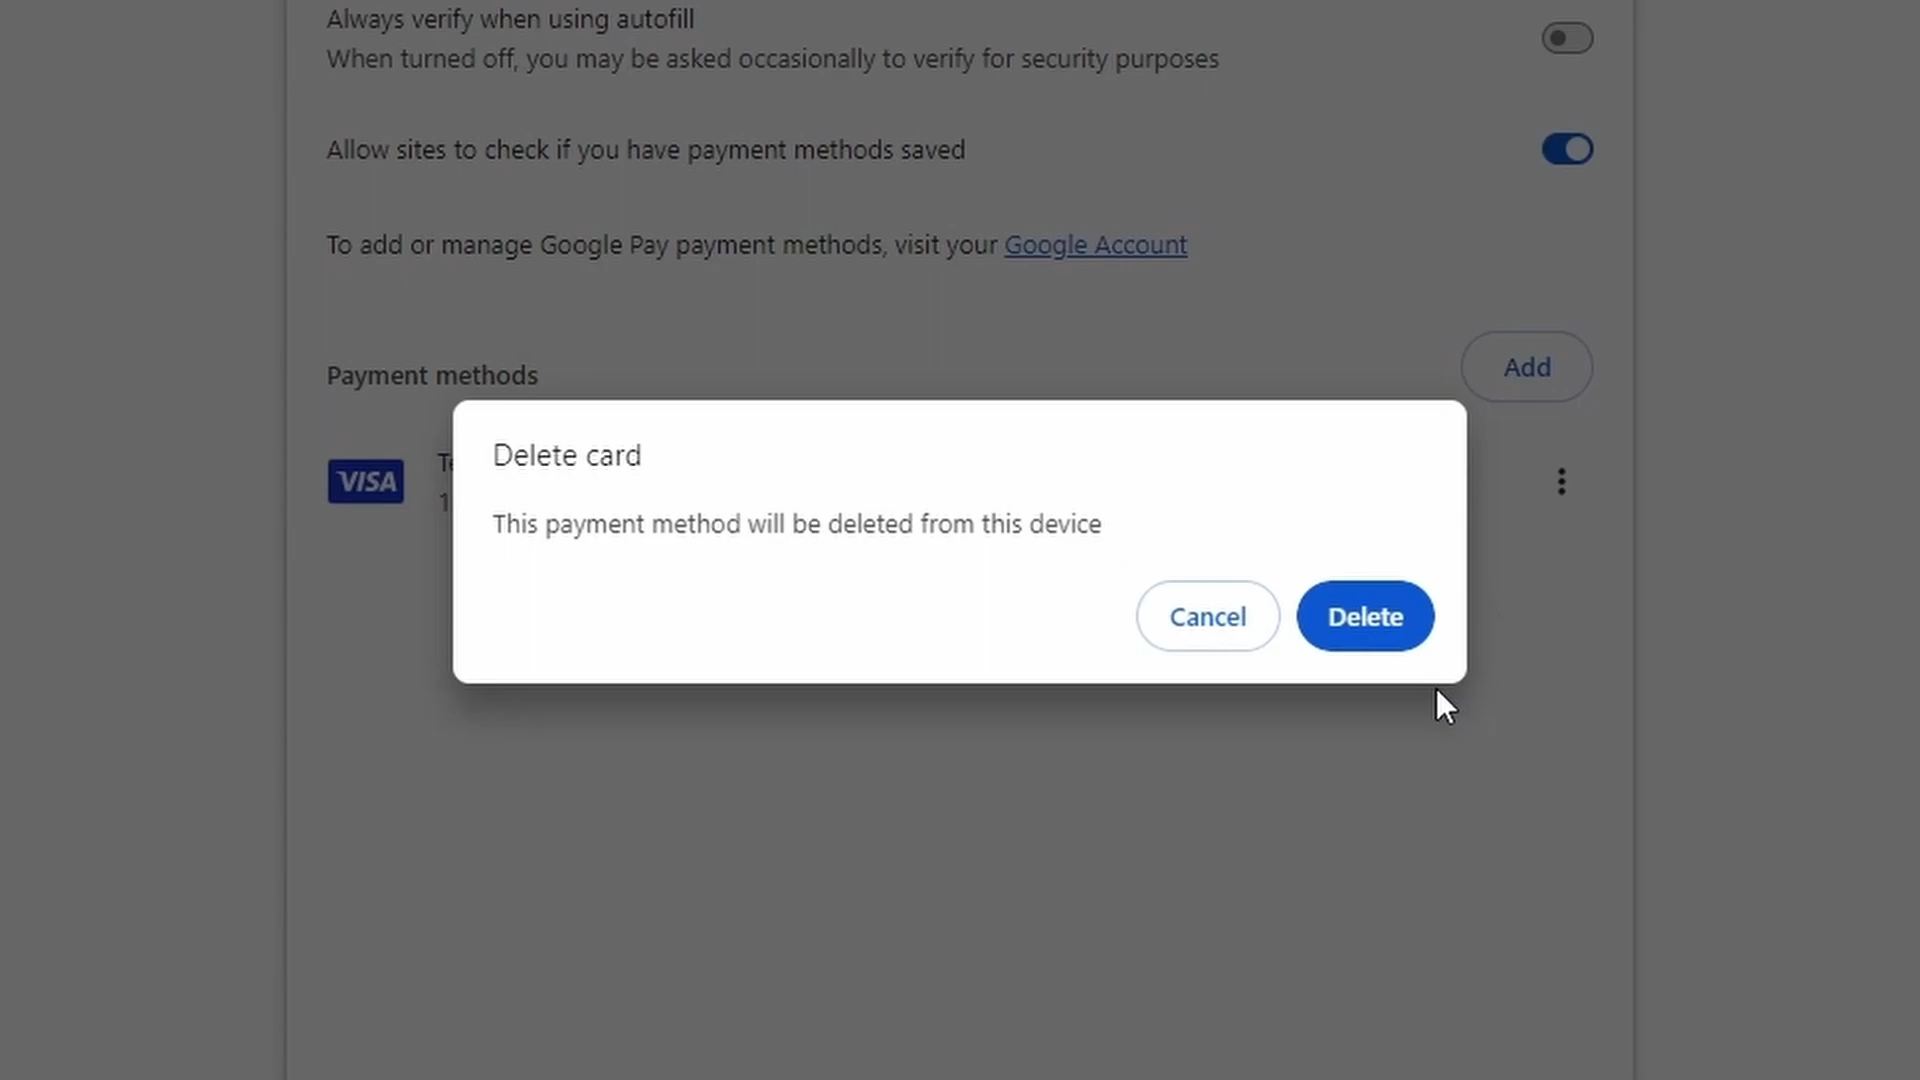 Always verify when using autofill
When turned off, you may be asked occasionally to verify for security purposes
Allow sites to check if you have payment methods saved
To add or manage Google Pay payment methods, visit your Google Account
Payment methods
Add
VISA
Delete card
This payment method will be deleted from this device
Cancel
Delete